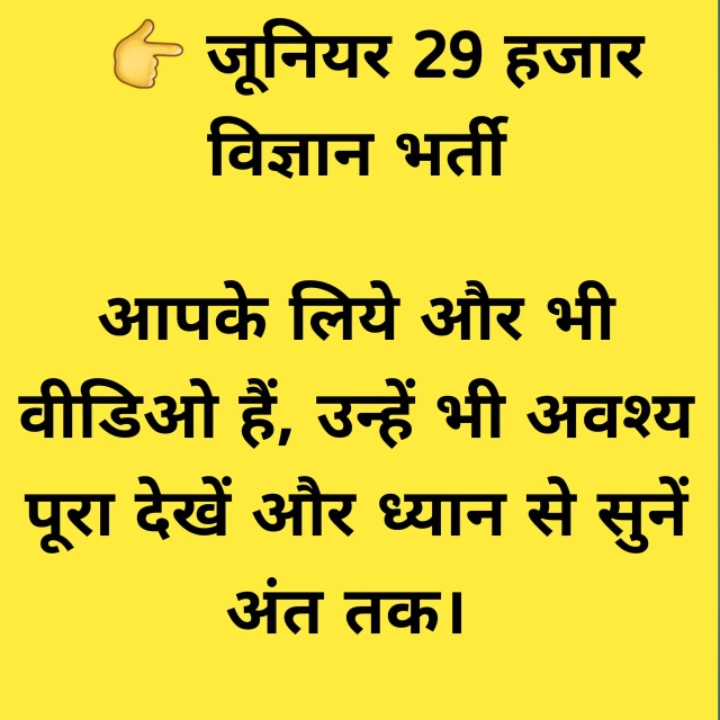 👉 जूनियर 29 हजार
विज्ञान भर्ती
आपके लिये और भी
वीडिओ हैं, उन्हें भी अवश्य
पूरा देखें और ध्यान से सुनें
अंत तक।